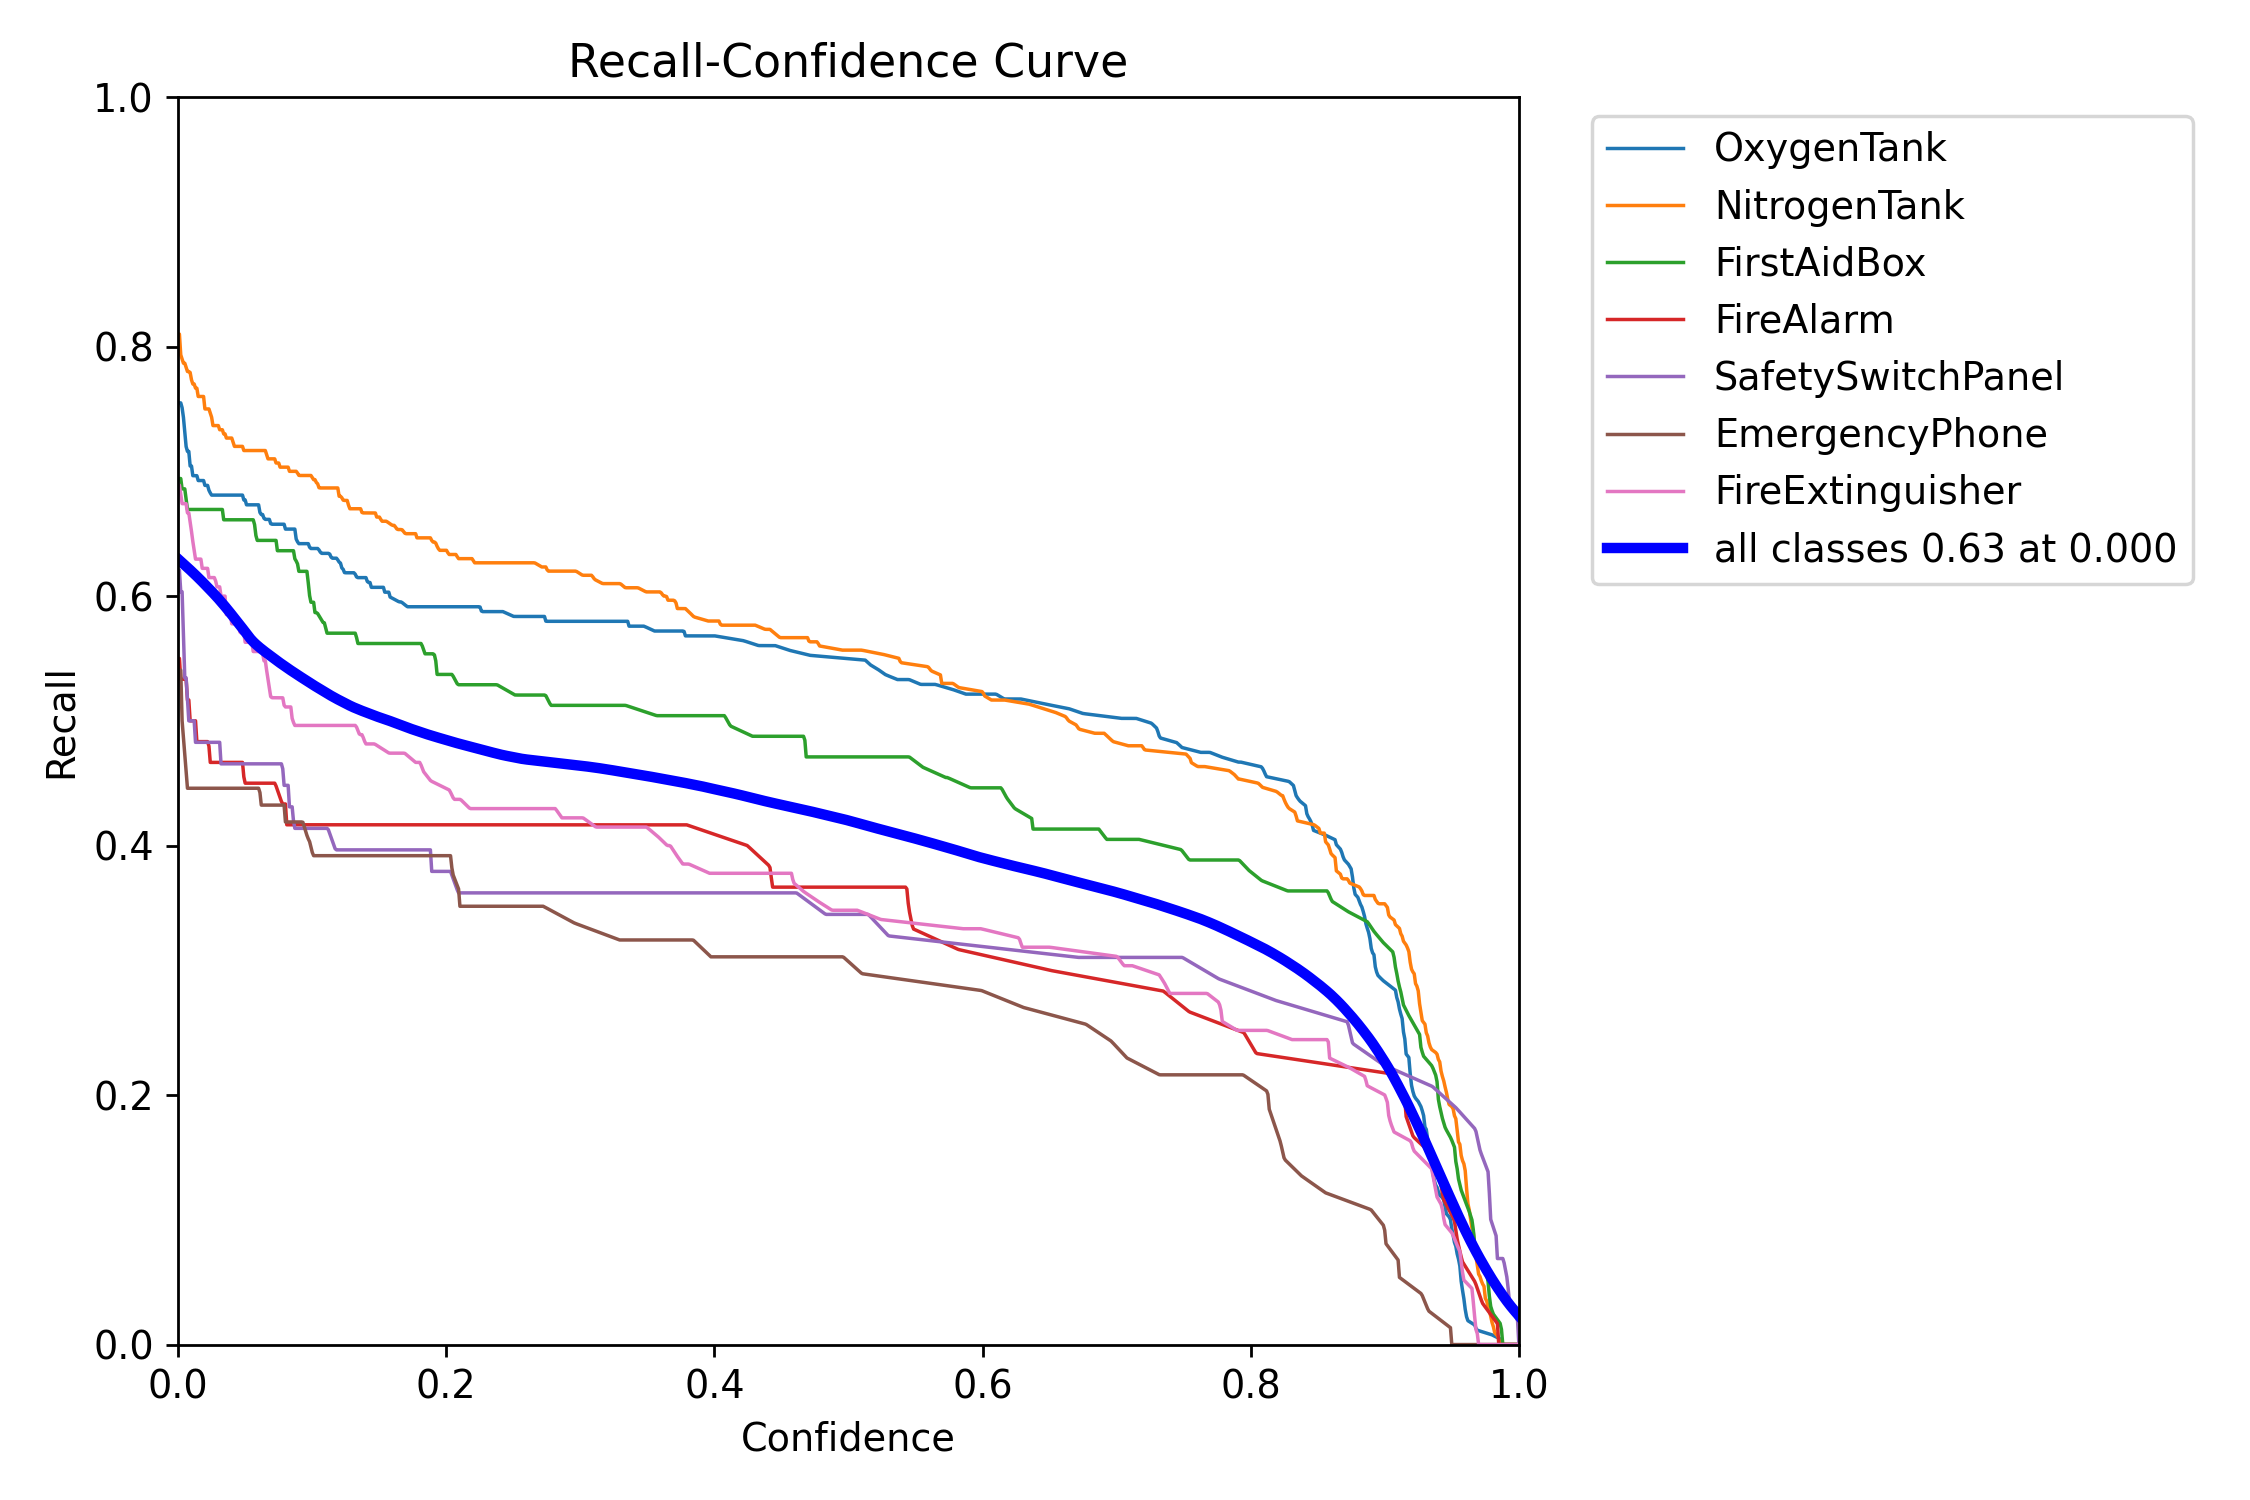 Recall-Confidence Curve
1.0
0.8
0.6
0.4
0.2
0.0
Recall
0.0 0.2 0.4 0.6 0.8 1.0
Confidence
OxygenTank
NitrogenTank
FirstAidBox
FireAlarm
SafetySwitchPanel
EmergencyPhone
FireExtinguisher
all classes 0.63 at 0.000